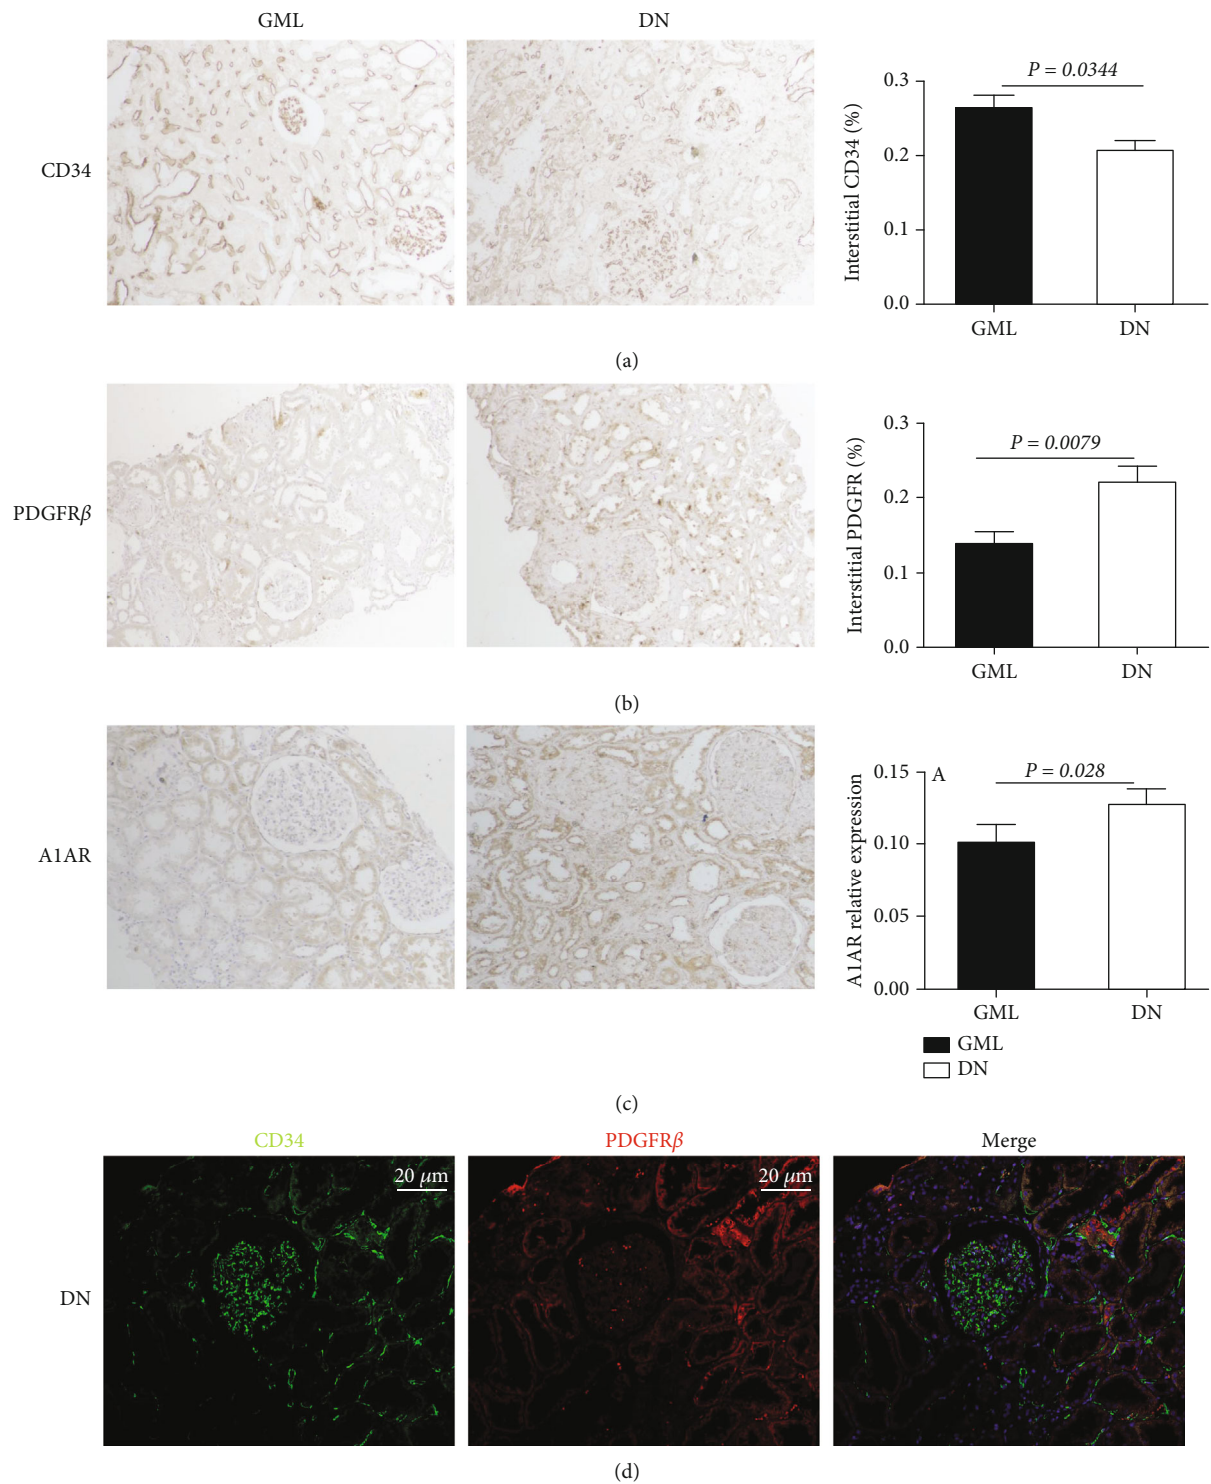 GML
DN
CD34
0.3
0.2
0.1
0.0
Interstitial CD34 (%)
P = 0.0344
GML
DN
(a)
PDGFRβ
0.3
0.2
0.1
0.0
Interstitial PDGFR (%)
P = 0.0079
GML
DN
(b)
A1AR
0.15
0.10
0.05
0.00
A1AR relative expression
A
P = 0.028
GML
DN
GML
DN
(c)
CD34
PDGFRβ
Merge
20 μm
20 μm
DN
(d)